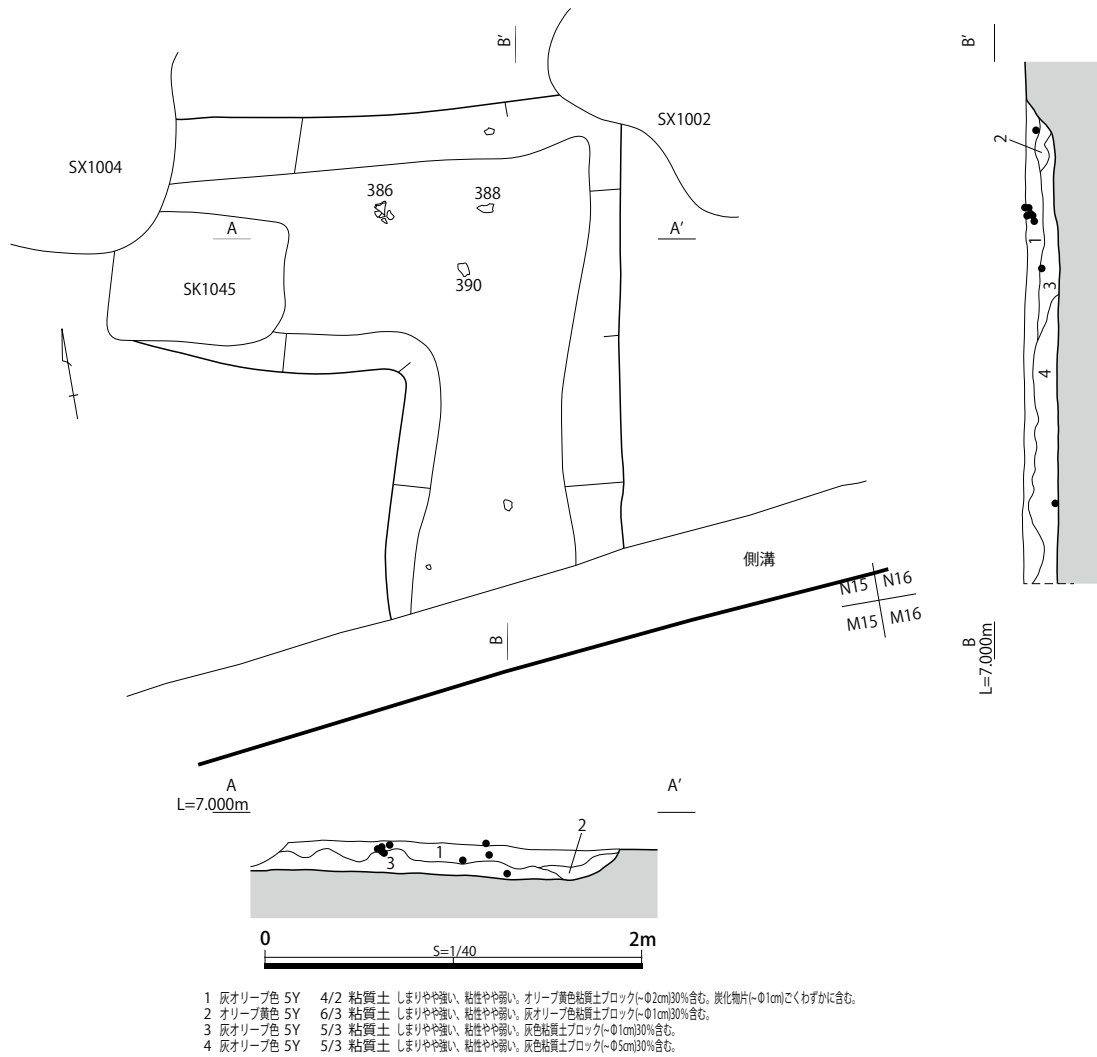 B'
B'
SX1004
SX1002
2
386
388
A
A'
1
390
3
SK1045
4
側溝
N15
N16
M15
M16
B
B
L=7.000m
A
A'
L=7.000m
2
1
3
0
2m
S=1/40
1 灰オリーブ色 5Y 4/2 粘質土 しまりやや強い、粘性やや弱い。オリーブ黄色粘質土ブロック(~Φ2cm)30%含む。炭化物片(~Φ1cm)ごくわずかに含む。
2 オリーブ黄色 5Y 6/3 粘質土 しまりやや強い、粘性やや弱い。灰オリーブ色粘質土ブロック(~Φ1cm)30%含む。
3 灰オリーブ色 5Y 5/3 粘質土 しまりやや強い、粘性やや弱い。灰色粘質土ブロック(~Φ1cm)30%含む。
4 灰オリーブ色 5Y 5/3 粘質土 しまりやや強い、粘性やや弱い。灰色粘質土ブロック(~Φ5cm)30%含む。